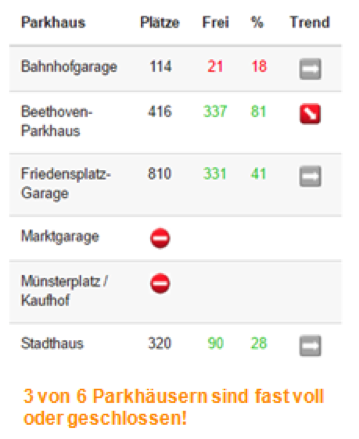 Parkhaus Plätze Frei % Trend
Bahnhofgarage 114 21 18
Beethoven- 416 337 81
Parkhaus
Friedensplatz- 810 331 41
Garage
Marktgarage
Münsterplatz /
Kaufhof
Stadthaus 320 90 28
3 von 6 Parkhäusern sind fast voll
oder geschlossen!